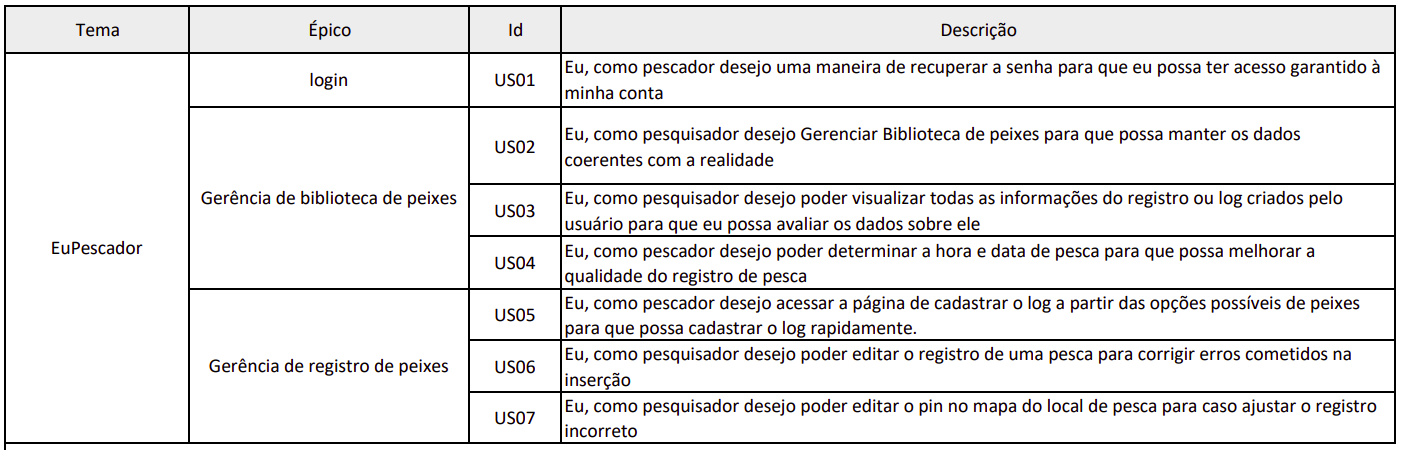 Tema Épico Id Descrição
EuPescador
login
US01
Eu, como pescador desejo uma maneira de recuperar a senha para que eu possa ter acesso garantido à
minha conta
Gerência de biblioteca de peixes
US02
Eu, como pesquisador desejo Gerenciar Biblioteca de peixes para que possa manter os dados
coerentes com a realidade
US03
Eu, como pesquisador desejo poder visualizar todas as informações do registro ou log criados pelo
usuário para que eu possa avaliar os dados sobre ele
US04
Eu, como pescador desejo poder determinar a hora e data de pesca para que possa melhorar a
qualidade do registro de pesca
Gerência de registro de peixes
US05
Eu, como pescador desejo acessar a página de cadastrar o log a partir das opções possíveis de peixes
para que possa cadastrar o log rapidamente.
US06
Eu, como pesquisador desejo poder editar o registro de uma pesca para corrigir erros cometidos na
inserção
US07
Eu, como pesquisador desejo poder editar o pin no mapa do local de pesca para caso ajustar o registro
incorreto